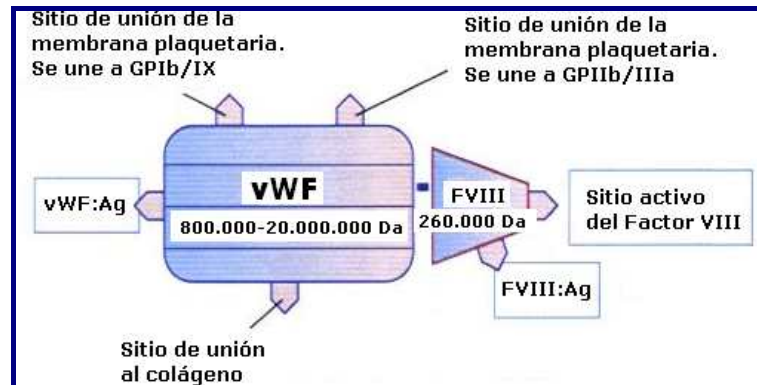 Sitio de unión de la
membrana plaquetaria.
Se une a GPIb/IX
Sitio de unión de la
membrana plaquetaria.
Se une a GPIIb/IIIa
vWF:Ag
vWF
800.000-20.000.000 Da
FVIII
260.000 Da
Sitio activo
del Factor VIII
FVIII:Ag
Sitio de unión
al colágeno